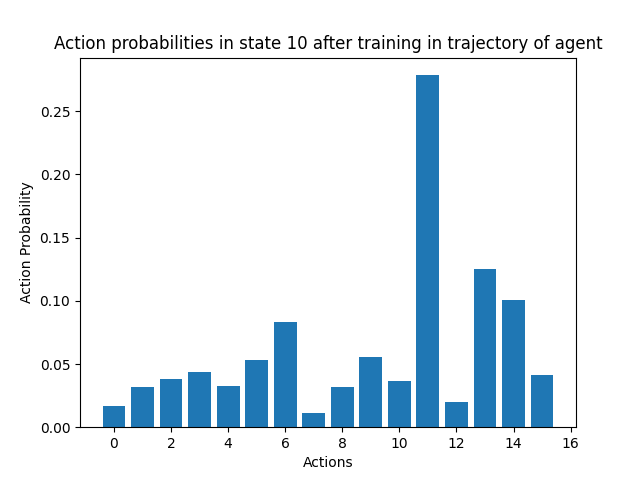 Action probabilities in state 10 after training in trajectory of agent
0.25
0.20
0.15
0.10
0.05
0.00
Action Probability
0 2 4 6 8 10 12 14 16
Actions